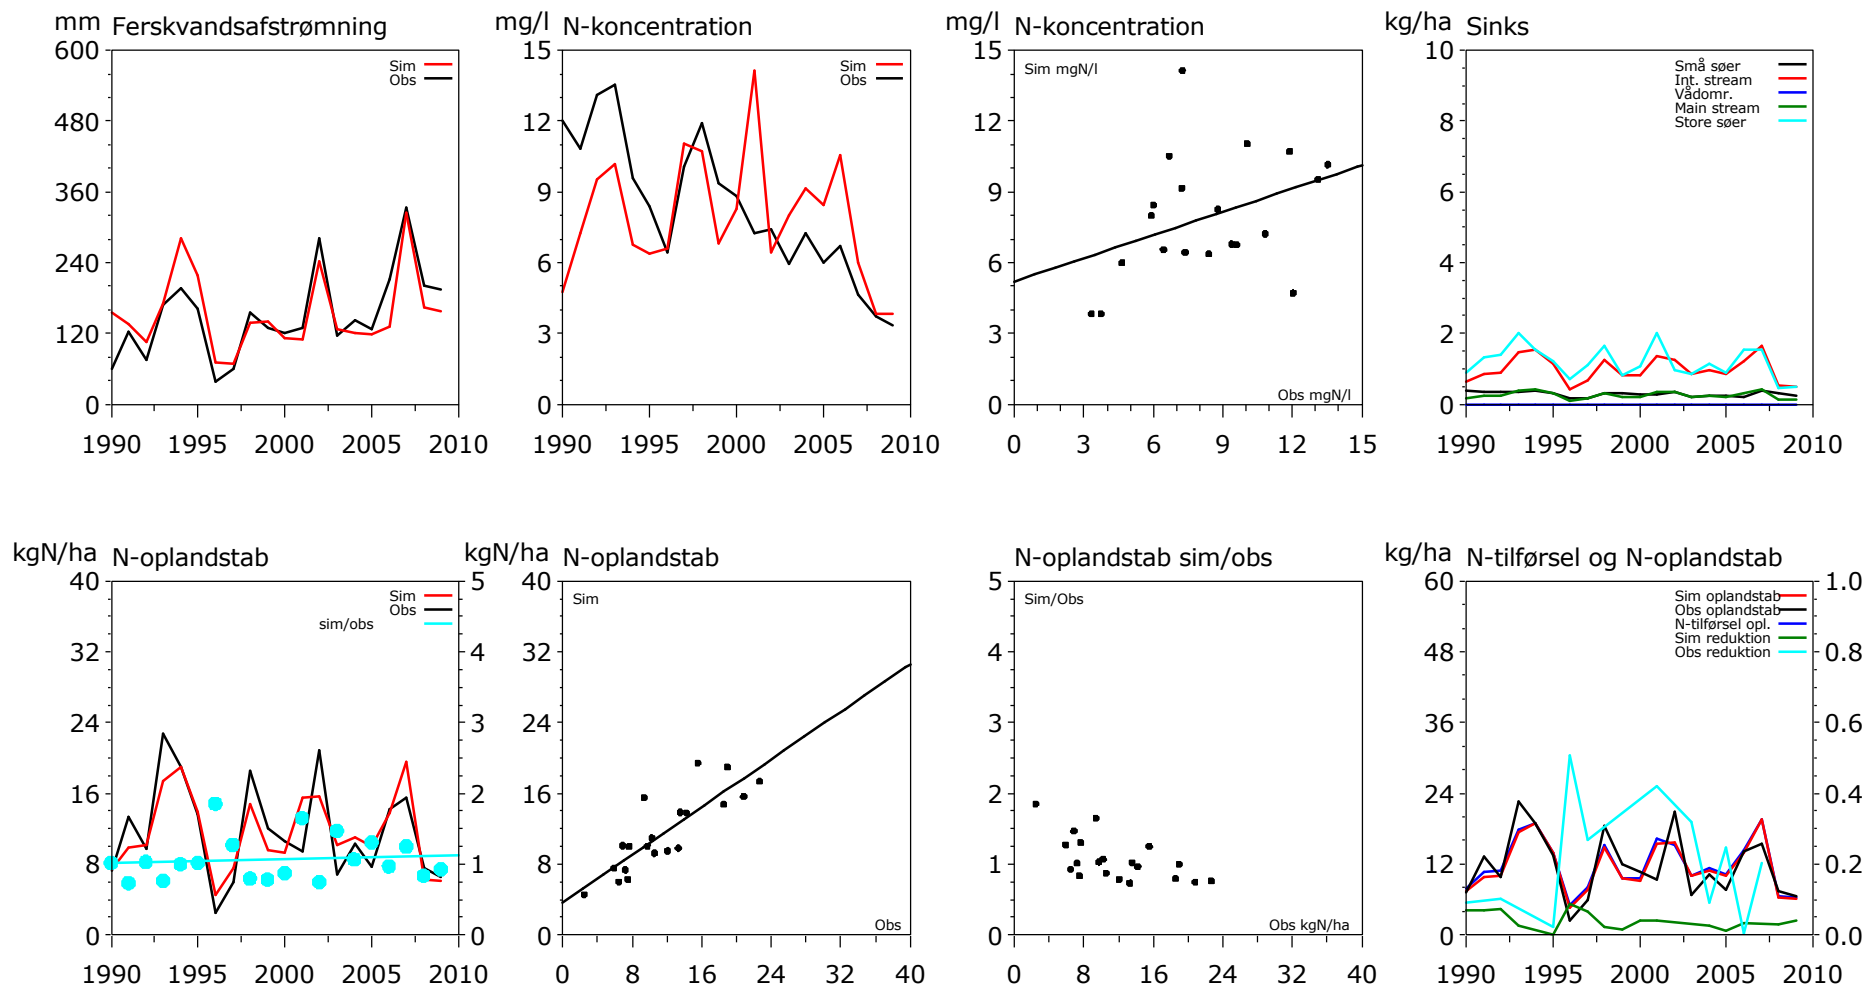 mm Ferskvandsafstrømning
600
480
360
240
120
0
Sim
Obs
1990 1995 2000 2005 2010
mg/l N-koncentration
15
12
9
6
3
0
Sim
Obs
1990 1995 2000 2005 2010
mg/l N-koncentration
15
12
9
6
3
0
Sim mgN/l
Obs mgN/l
0 3 6 9 12 15
kg/ha Sinks
10
8
6
4
2
0
Små søer
Int. stream
Vådomr.
Main stream
Store søer
1990 1995 2000 2005 2010
kgN/ha N-oplandstab
40
32
24
16
8
0
Sim
Obs
sim/obs
5
4
3
2
1
0
1990 1995 2000 2005 2010
kgN/ha N-oplandstab
40
32
24
16
8
0
Sim
Obs
0 8 16 24 32 40
N-oplandstab sim/obs
5
4
3
2
1
0
Sim/Obs
Obs kgN/ha
0 8 16 24 32 40
kg/ha N-tilførsel og N-oplandstab
60
48
36
24
12
0
Sim oplandstab
Obs oplandstab
N-tilførsel opl.
Sim reduktion
Obs reduktion
1.0
0.8
0.6
0.4
0.2
0.0
1990 1995 2000 2005 2010